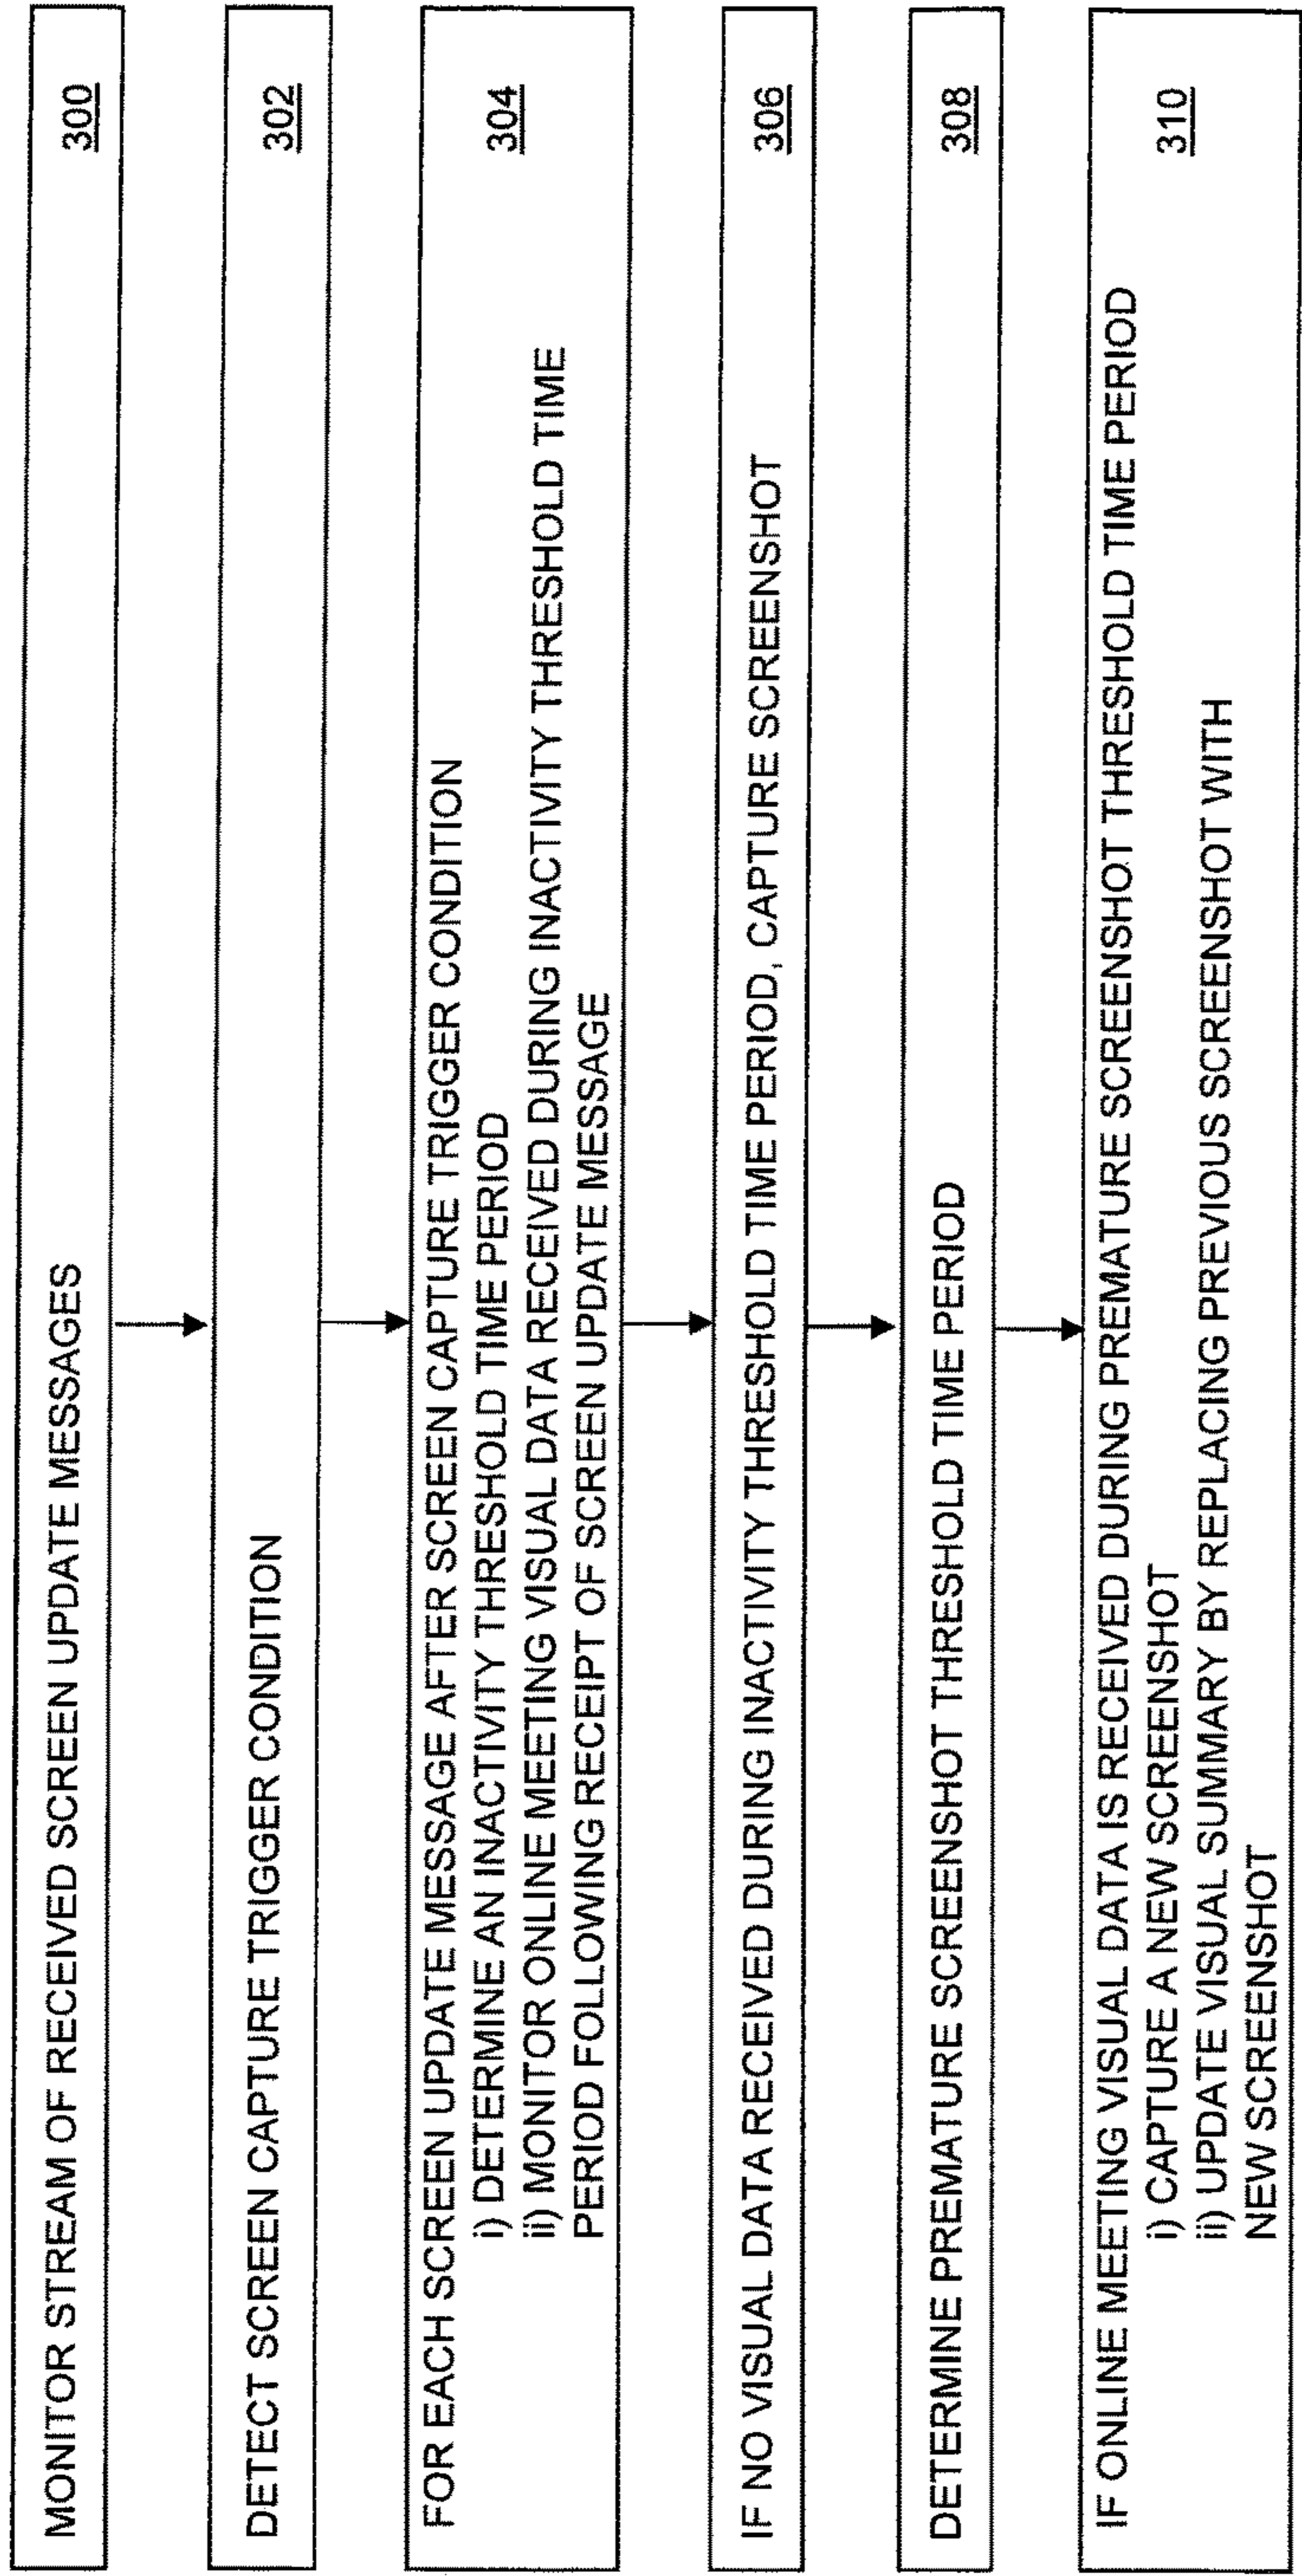 MONITOR STREAM OF RECEIVED SCREEN UPDATE MESSAGES
300
DETECT SCREEN CAPTURE TRIGGER CONDITION
302
FOR EACH SCREEN UPDATE MESSAGE AFTER SCREEN CAPTURE TRIGGER CONDITION
i) DETERMINE AN INACTIVITY THRESHOLD TIME PERIOD
304
ii) MONITOR ONLINE MEETING VISUAL DATA RECEIVED DURING INACTIVITY THRESHOLD TIME
PERIOD FOLLOWING RECEIPT OF SCREEN UPDATE MESSAGE
IF NO VISUAL DATA RECEIVED DURING INACTIVITY THRESHOLD TIME PERIOD, CAPTURE SCREENSHOT
306
DETERMINE PREMATURE SCREENSHOT THRESHOLD TIME PERIOD
308
IF ONLINE MEETING VISUAL DATA IS RECEIVED DURING PREMATURE SCREENSHOT THRESHOLD TIME PERIOD
i) CAPTURE A NEW SCREENSHOT
310
ii) UPDATE VISUAL SUMMARY BY REPLACING PREVIOUS SCREENSHOT WITH
NEW SCREENSHOT